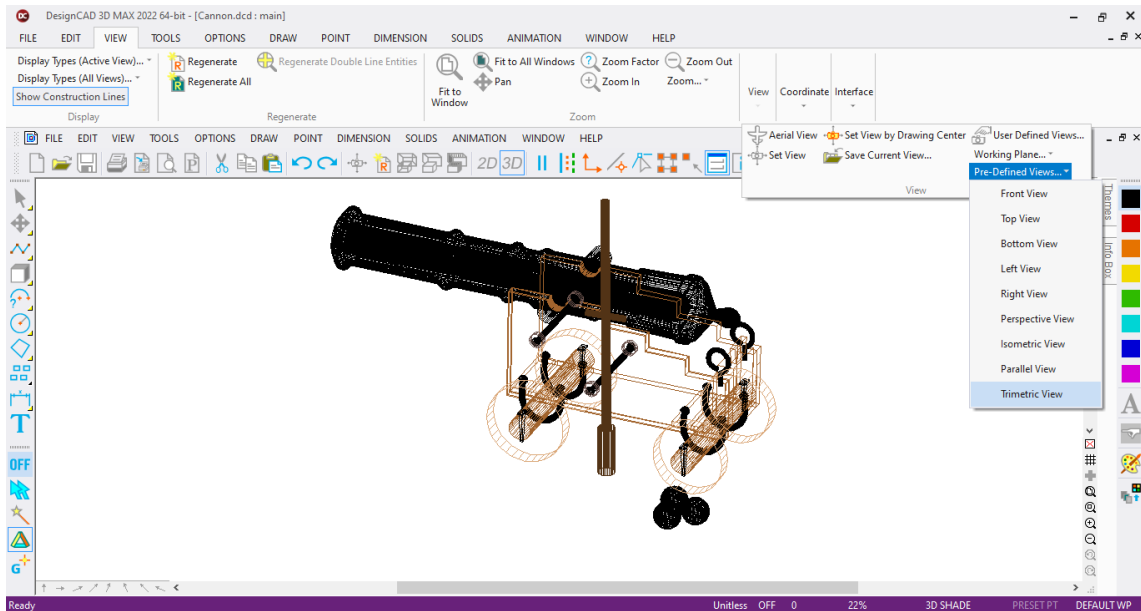 DesignCAD 3D MAX 2022 64-bit - [Cannon.dcd : main]
FILE EDIT VIEW TOOLS OPTIONS DRAW POINT DIMENSION SOLIDS ANIMATION WINDOW HELP
Display Types (Active View)...
Display Types (All Views)...
Show Construction Lines
Display
Regenerate
Regenerate Double Line Entities
Regenerate All
Regenerate
Fit to
Window
Fit to All Windows
Zoom Factor
Zoom Out
Pan
Zoom In
Zoom...
Zoom
View
Coordinate
Interface
FILE EDIT VIEW TOOLS OPTIONS DRAW POINT DIMENSION SOLIDS ANIMATION WINDOW HELP
Aerial View
Set View by Drawing Center
User Defined Views...
Set View
Save Current View...
Working Plane...
Pre-Defined Views...
View
2D 3D
Front View
Top View
Bottom View
Left View
Right View
Perspective View
Isometric View
Parallel View
Trimetric View
Themes
Info Box
T
OFF
G
A
Ready
Unitless OFF 0 22% 3D SHADE PRESET PT DEFAULT WP